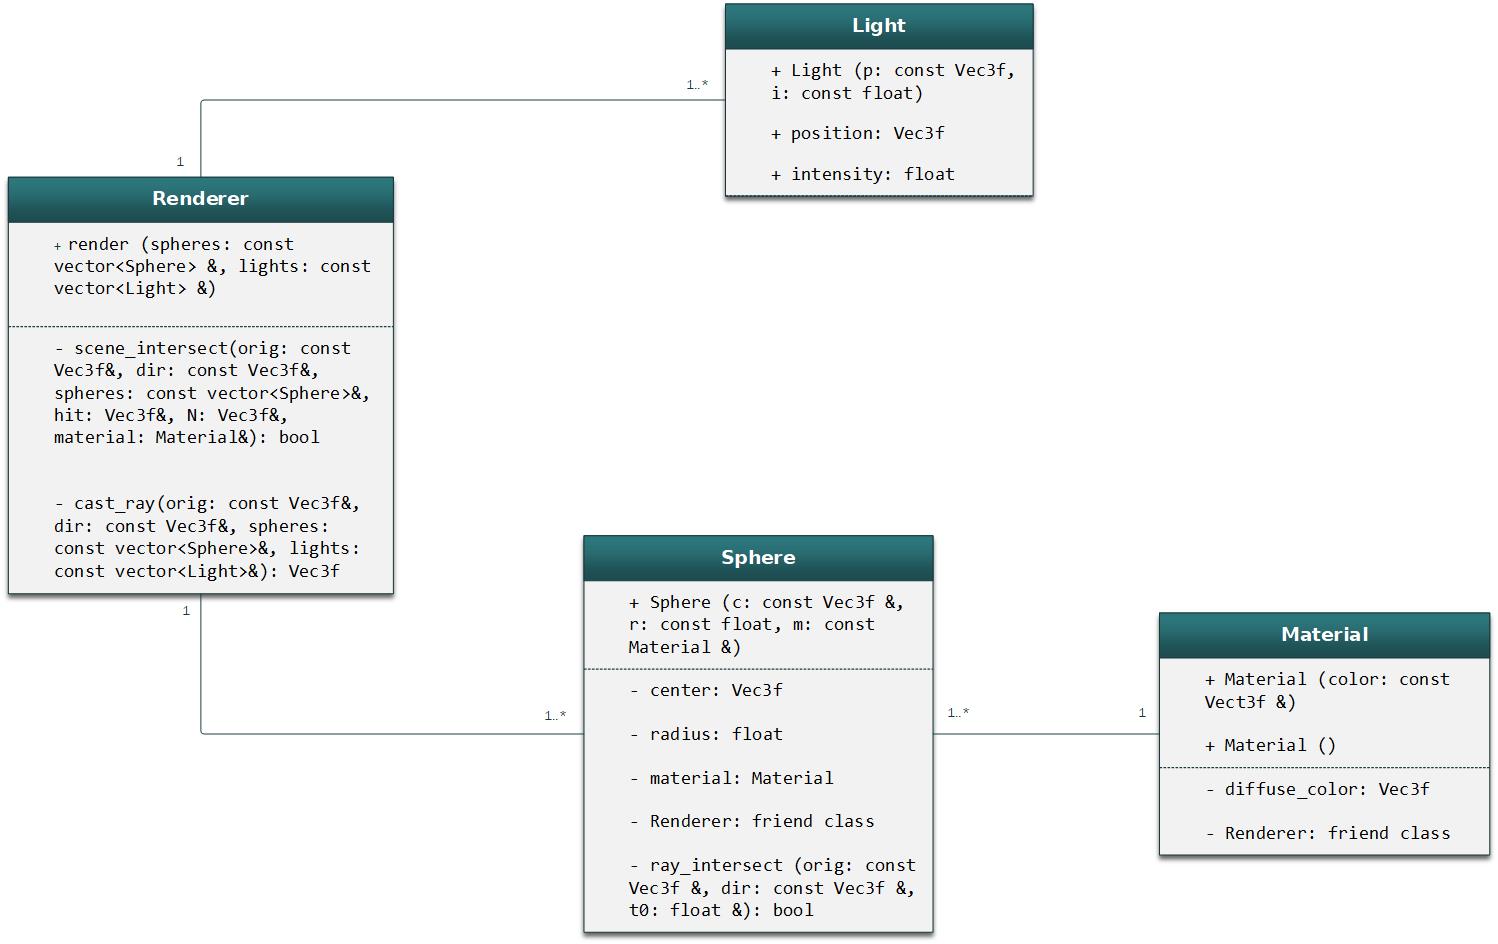 Light
+ Light (p: const Vec3f,
i: const float)
+ position: Vec3f
+ intensity: float
1..*
1
Renderer
+ render (spheres: const
vector<Sphere> &, lights: const
vector<Light> &)
- scene_intersect(orig: const
Vec3f&, dir: const Vec3f&,
spheres: const vector<Sphere>&,
hit: Vec3f&, N: Vec3f&,
material: Material&): bool
- cast_ray(orig: const Vec3f&,
dir: const Vec3f&, spheres:
const vector<Sphere>&, lights:
const vector<Light>&): Vec3f
1
1..*
Sphere
+ Sphere (c: const Vec3f &,
r: const float, m: const
Material &)
- center: Vec3f
- radius: float
- material: Material
- Renderer: friend class
- ray_intersect (orig: const
Vec3f &, dir: const Vec3f &,
t0: float &): bool
1..*
1
Material
+ Material (color: const
Vect3f &)
+ Material ()
- diffuse_color: Vec3f
- Renderer: friend class